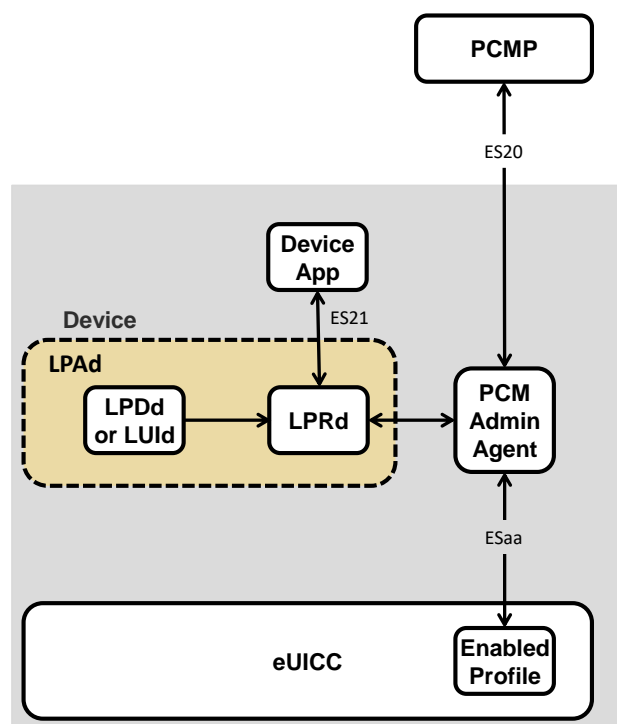 PCMP
ES20
Device
App
ES21
Device
LPAd
LPDd
or LUId
LPRd
PCM
Admin
Agent
ESaa
eUICC
Enabled
Profile